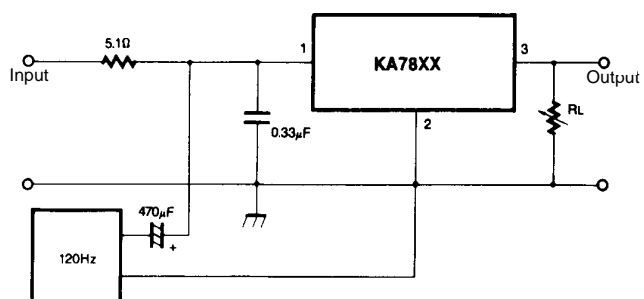 5.1Ω
Input
1
KA78XX
3
Output
2
0.33μF
RL
470μF
+
120Hz